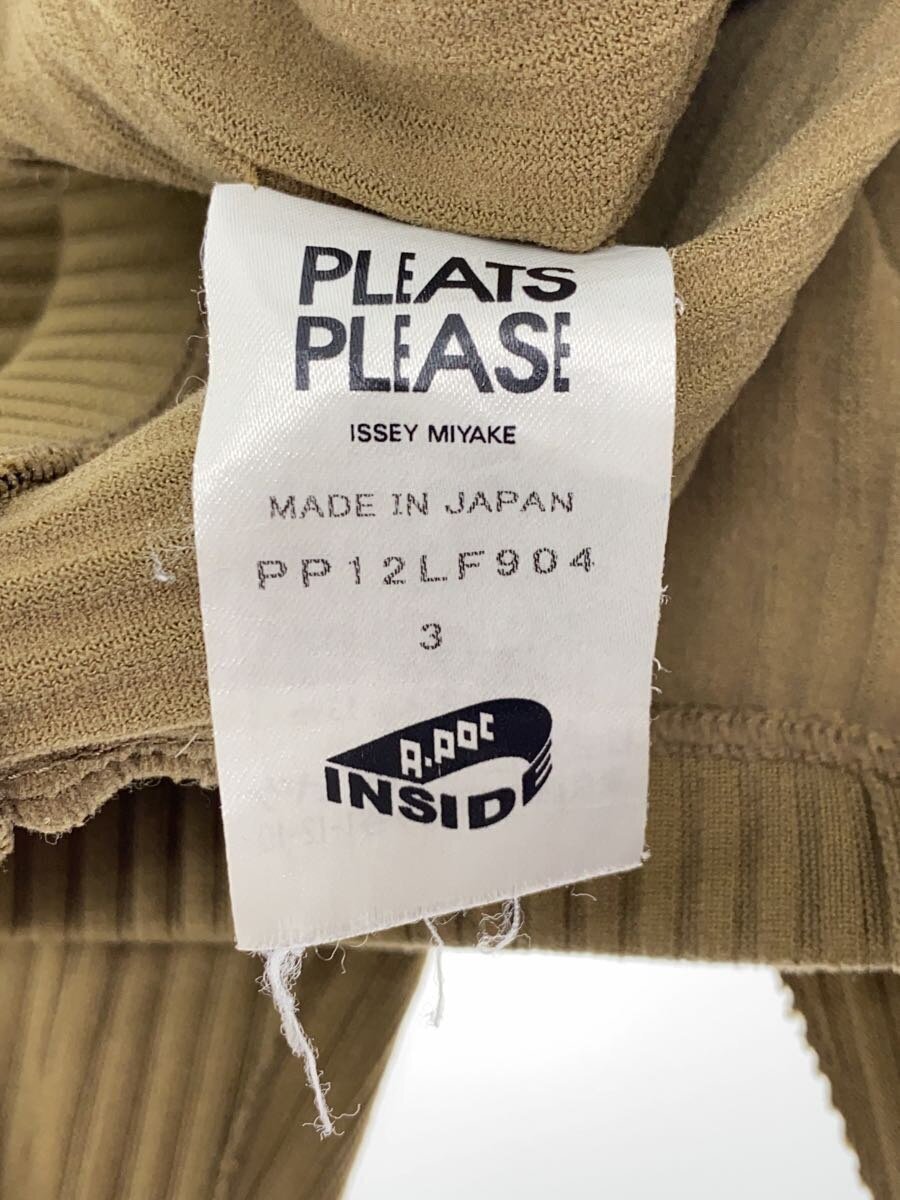 PLEATS
PLEASE
ISSEY MIYAKE
MADE IN JAPAN
PP12LF904
3
A.POC
INSIDE